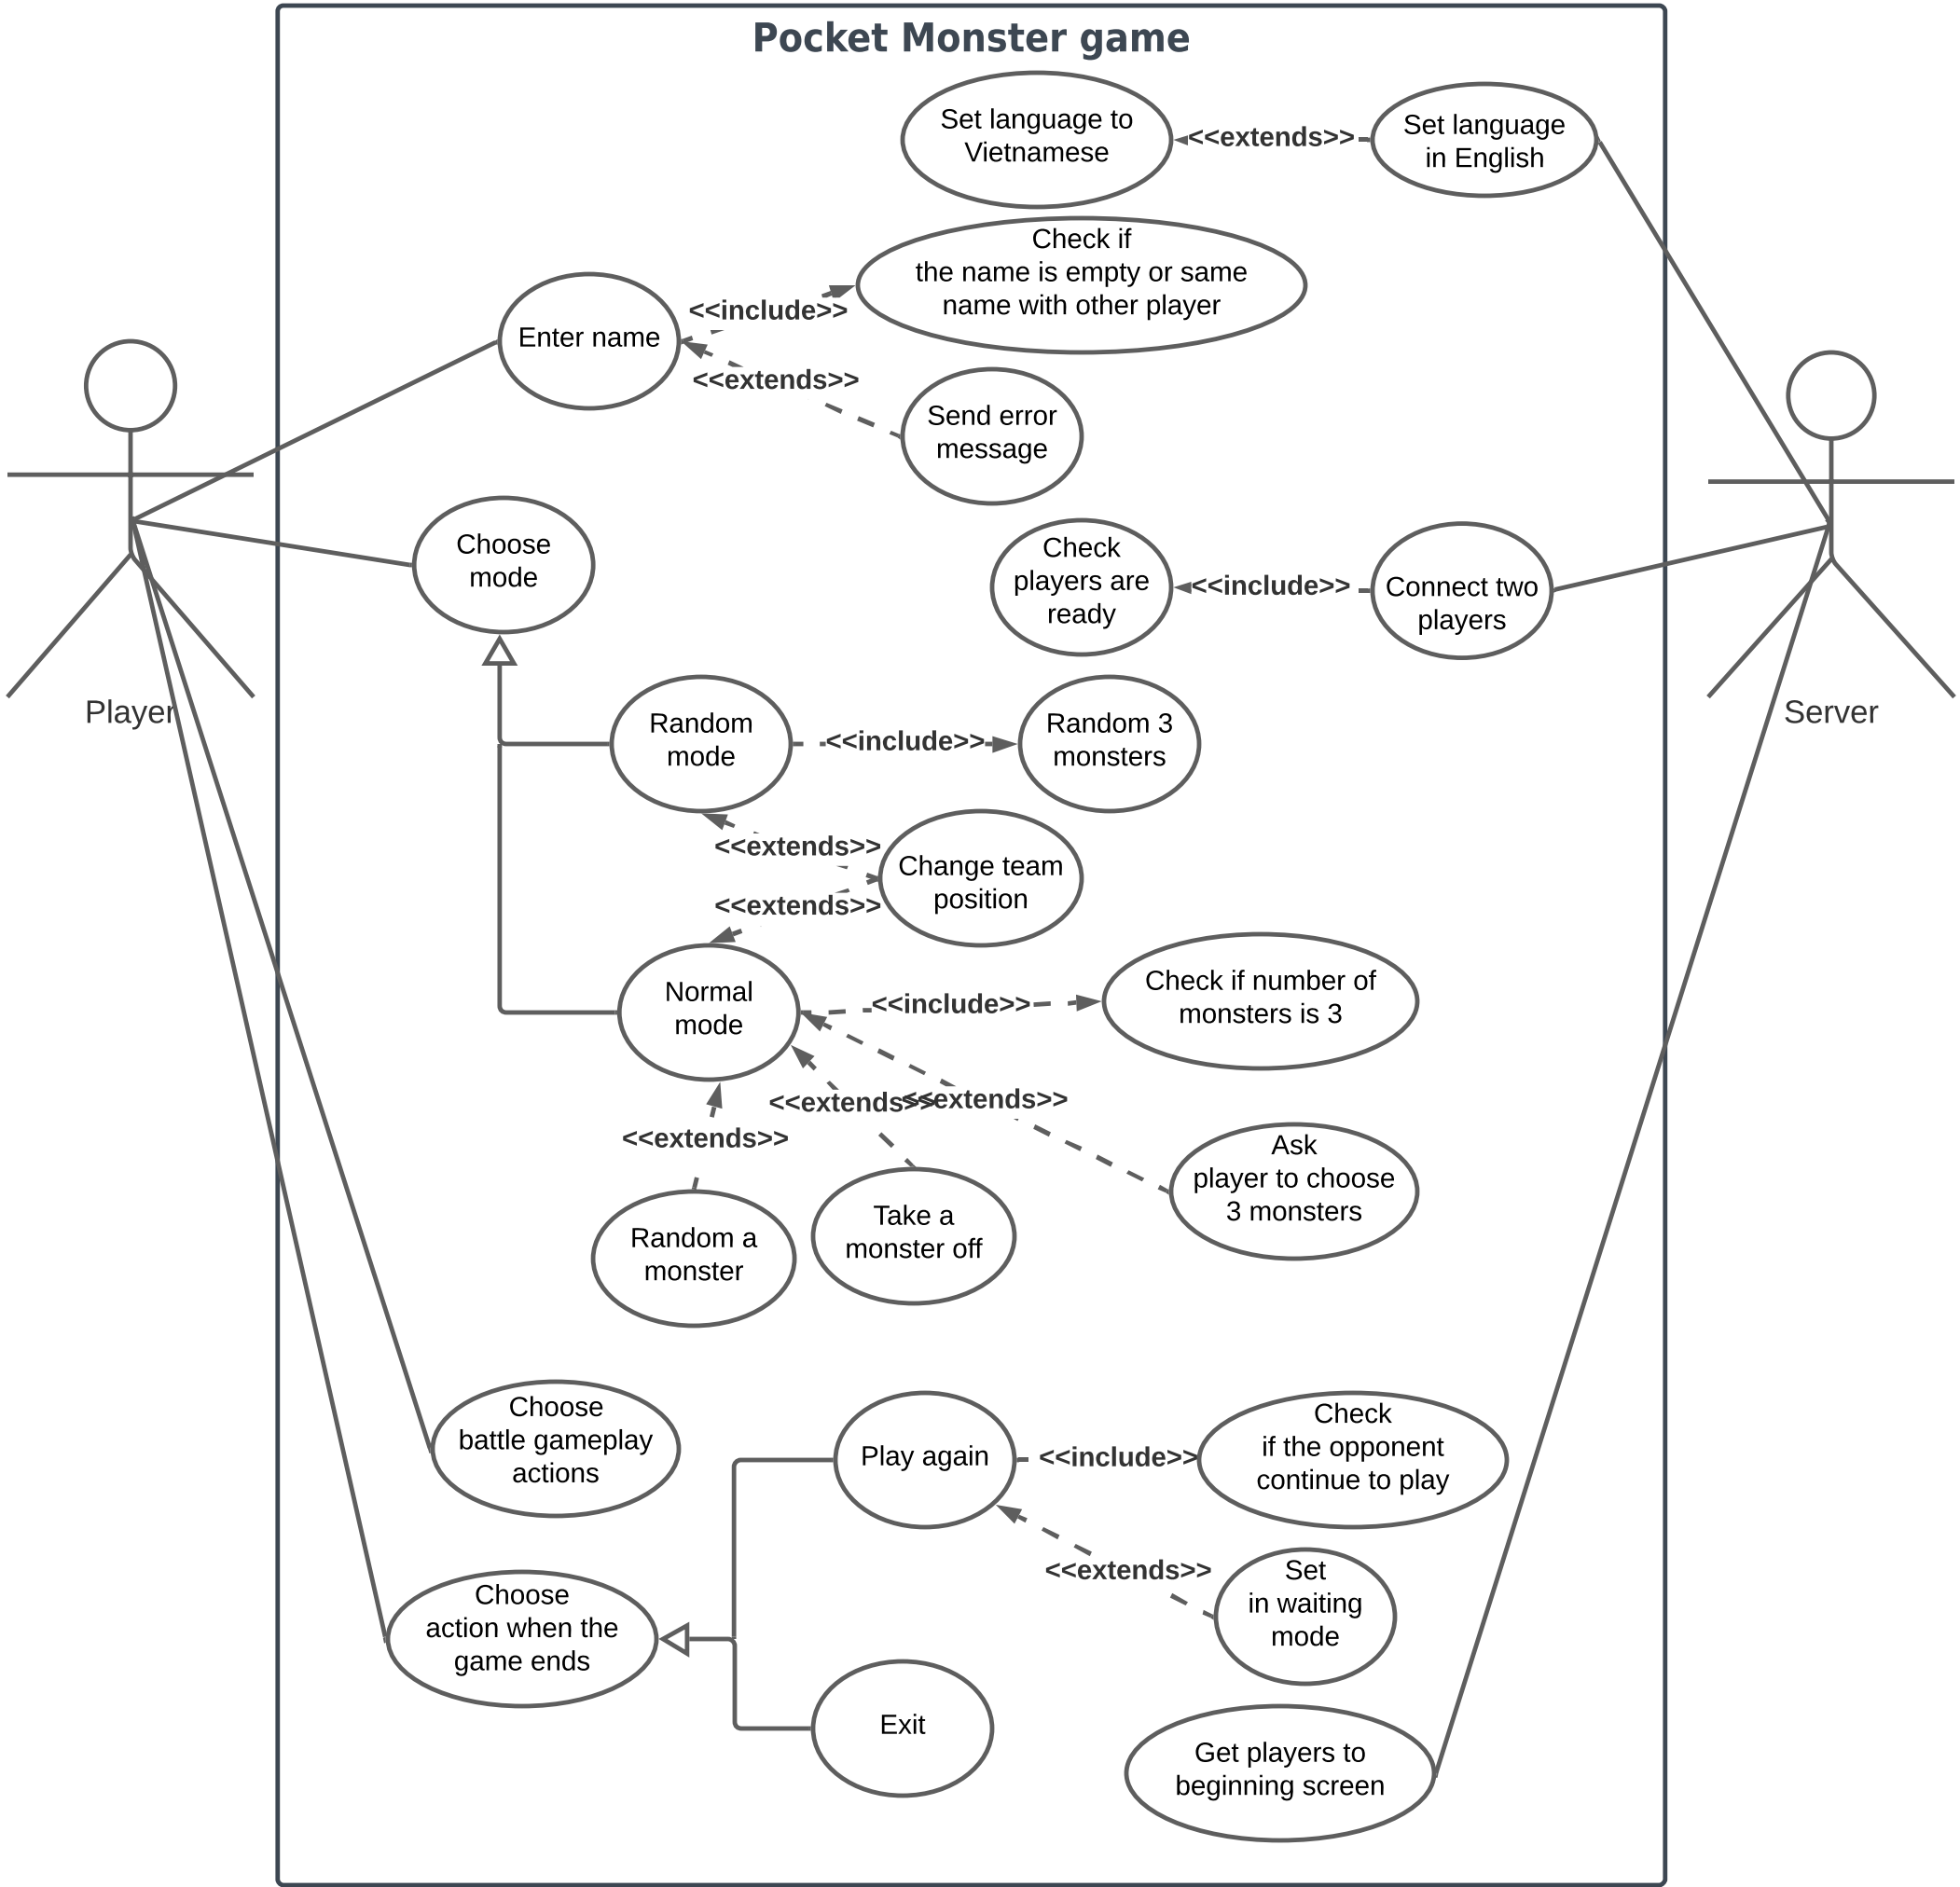 Pocket Monster game
Set language to
Vietnamese
<<extends>>
Set language
in English
Check if
the name is empty or same
name with other player
<<include>>
Enter name
<<extends>>
Send error
message
Choose
mode
Check
players are
ready
<<include>>
Connect two
players
Player
Server
Random
mode
<<include>>
Random 3
monsters
<<extends>>
Change team
position
<<extends>>
Normal
mode
<<include>>
Check if number of
monsters is 3
<<extends>>
<<extends>>
<<extends>>
Ask
player to choose
3 monsters
Take a
monster off
Random a
monster
Choose
battle gameplay
actions
Play again
<<include>>
Check
if the opponent
continue to play
<<extends>>
Set
in waiting
mode
Choose
action when the
game ends
Exit
Get players to
beginning screen